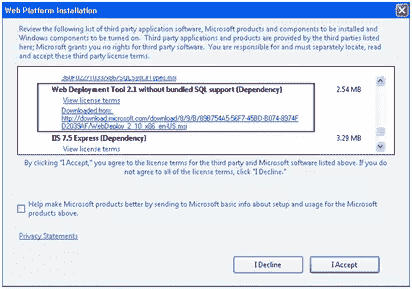 Web Platform Installation
Review the following list of third party application software, Microsoft products and components to be installed and
Windows components to be turned on. Third party applications and products are provided by the third parties listed
here; Microsoft grants you no rights for third party software. You are responsible for and must separately locate, read
and accept these third party license terms.
Web Deployment Tool 2.1 without bundled SQL support (Dependency) 2.54 MB
View license terms
Downloaded from:
http://download.microsoft.com/download/8/9/B/
WebDeploy_2_10_x86_en-US.msi
IIS 7.5 Express (Dependency) 3.29 MB
View license terms
By clicking "I Accept," you agree to the license terms for the third party and Microsoft software listed above. If you do
not agree to all of the license terms, click "I Decline."
Help make Microsoft products better by sending to Microsoft basic info about setup and usage for the Microsoft
products above.
Privacy Statements
I Decline
I Accept